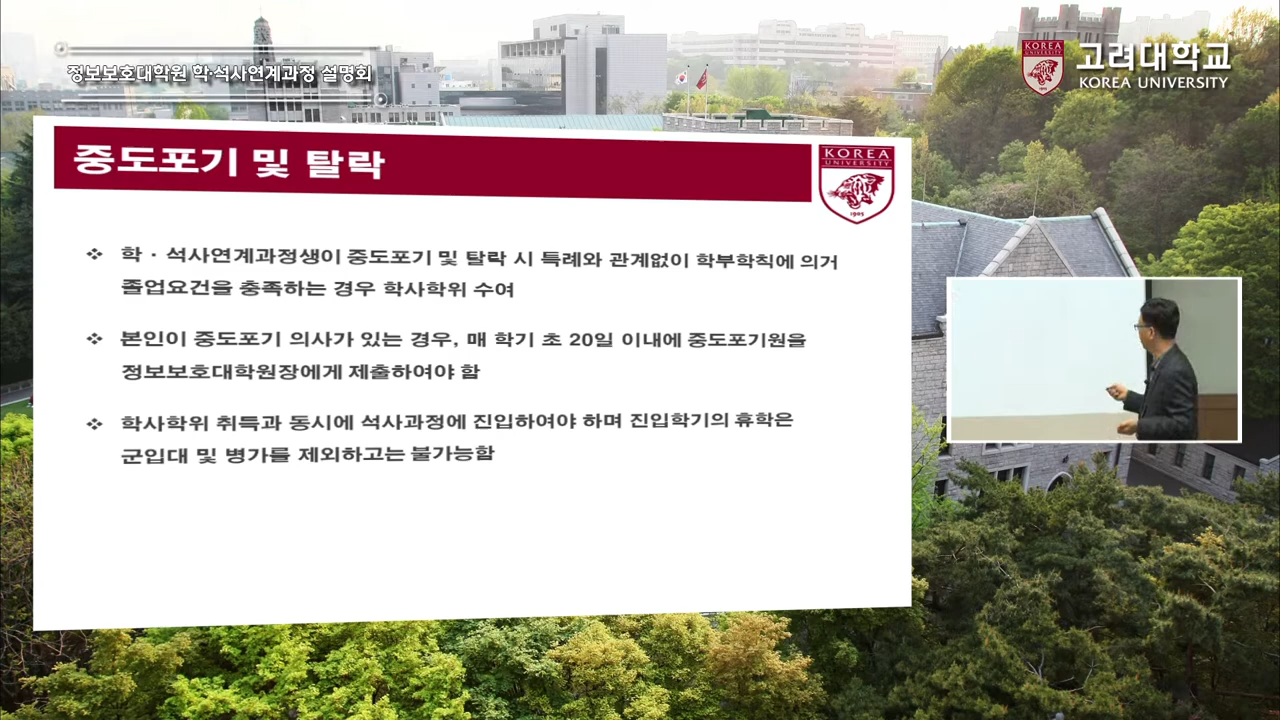 정보보호대학원 학·석사연계과정 설명회
KOREA
고려대학교
KOREA UNIVERSITY
중도포기 및 탈락
KOREA
UNIVERSITY
1905
❖ 학 · 석사연계과정생이 중도포기 및 탈락 시 특례와 관계없이 학부학칙에 의거
졸업요건을 충족하는 경우 학사학위 수여
❖ 본인이 중도포기 의사가 있는 경우, 매 학기 초 20일 이내에 중도포기원을
정보보호대학원장에게 제출하여야 함
❖ 학사학위 취득과 동시에 석사과정에 진입하여야 하며 진입학기의 휴학은
군입대 및 병가를 제외하고는 불가능함